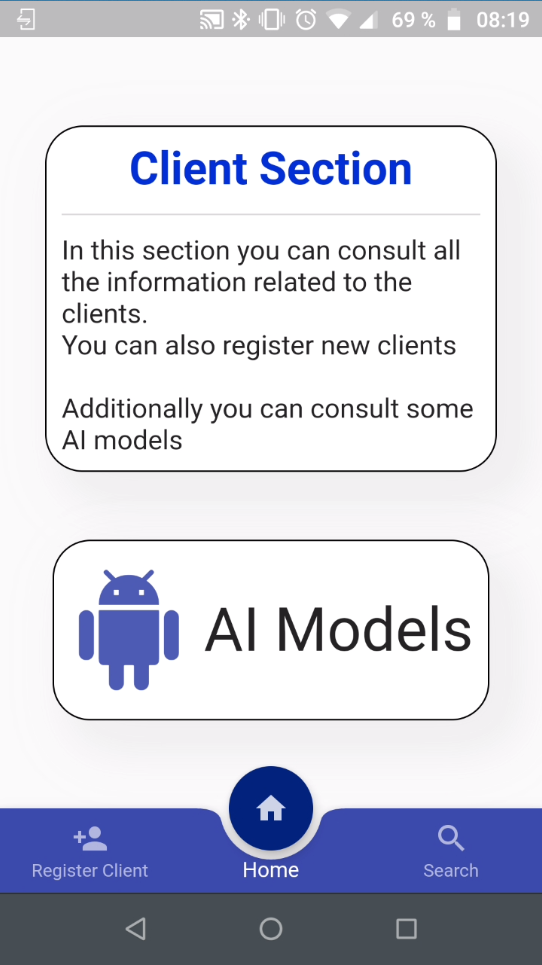 69 % 08:19
Client Section
In this section you can consult all
the information related to the
clients.
You can also register new clients
Additionally you can consult some
AI models
AI Models
Register Client
Home
Search